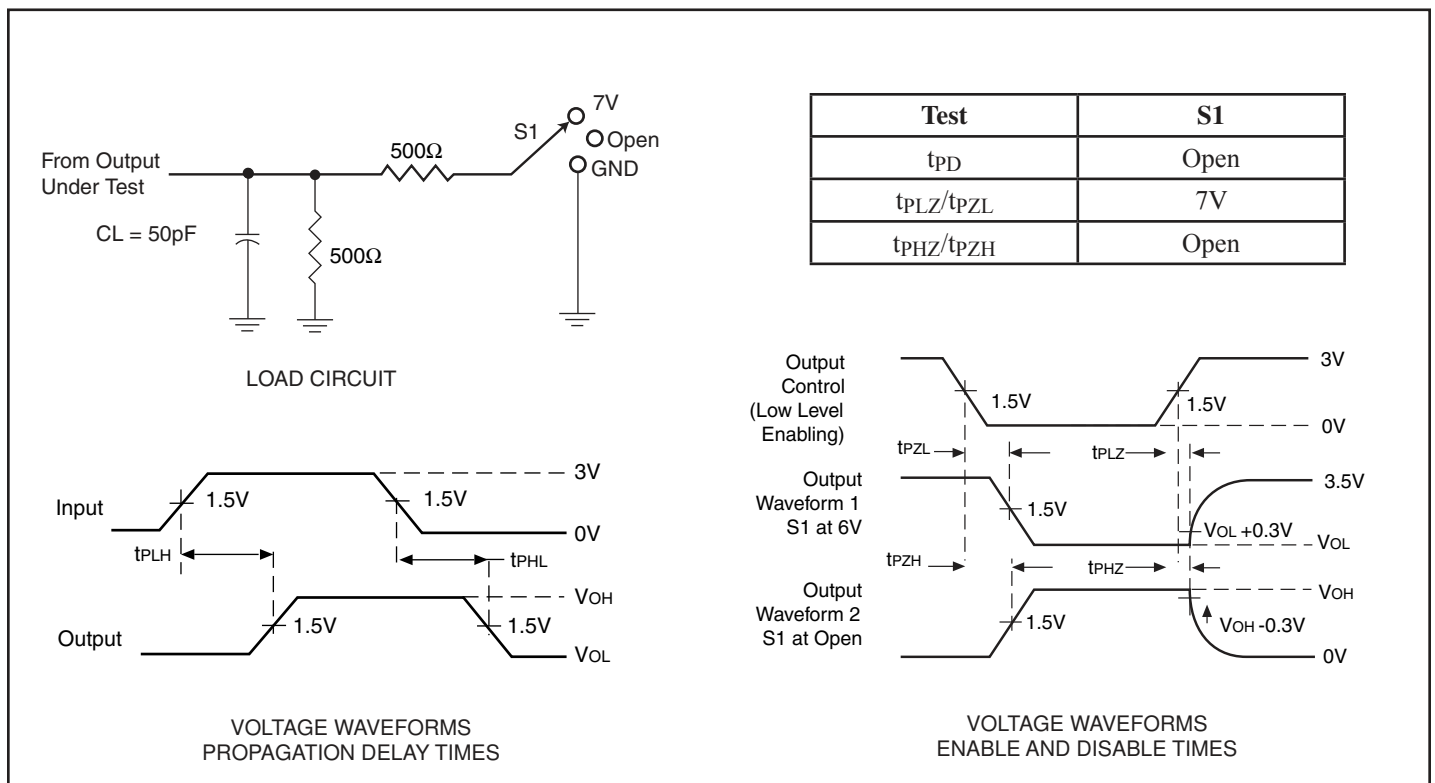 7V
S1
Open
GND
500Ω
From Output
Under Test
CL = 50pF
500Ω
LOAD CIRCUIT
Test S1
tPD Open
tPLZ/tPZL 7V
tPHZ/tPZH Open
Input
1.5V
1.5V
3V
0V
tPLH
tPHL
Output
1.5V
1.5V
VOH
VOL
VOLTAGE WAVEFORMS
PROPAGATION DELAY TIMES
Output
Control
(Low Level
Enabling)
1.5V
1.5V
3V
0V
tPZL
tPLZ
Output
Waveform 1
S1 at 6V
1.5V
3.5V
VOL +0.3V
VOL
tPZH
tPHZ
Output
Waveform 2
S1 at Open
1.5V
VOH
VOH -0.3V
0V
VOLTAGE WAVEFORMS
ENABLE AND DISABLE TIMES